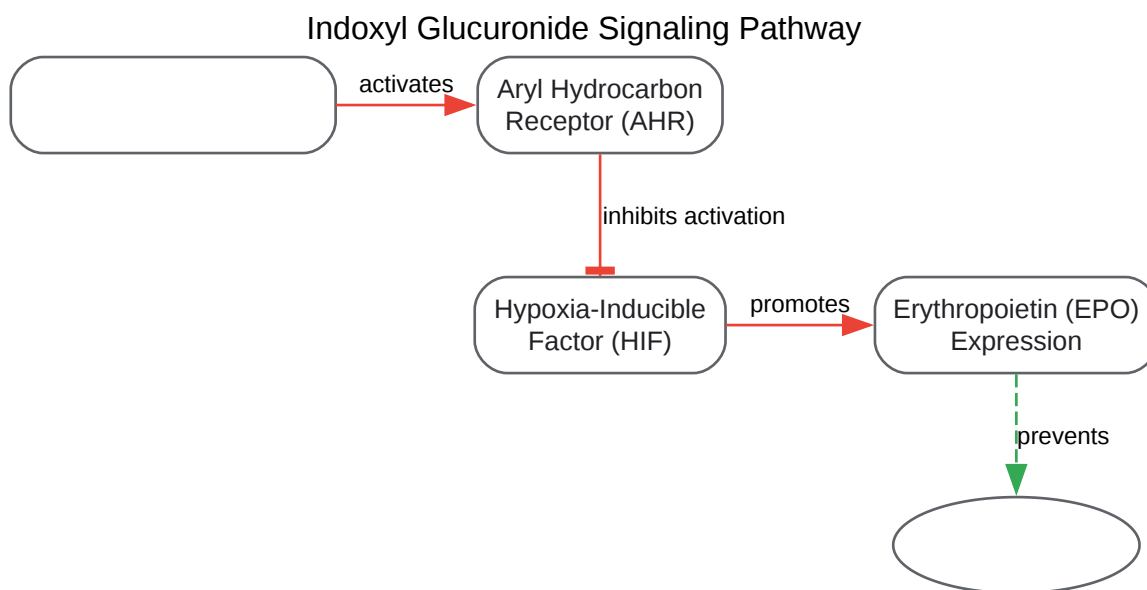 Indoxyl Glucuronide Signaling Pathway
activates
Aryl Hydrocarbon
Receptor (AHR)
inhibits activation
Hypoxia-Inducible
Factor (HIF)
promotes
Erythropoietin (EPO)
Expression
prevents